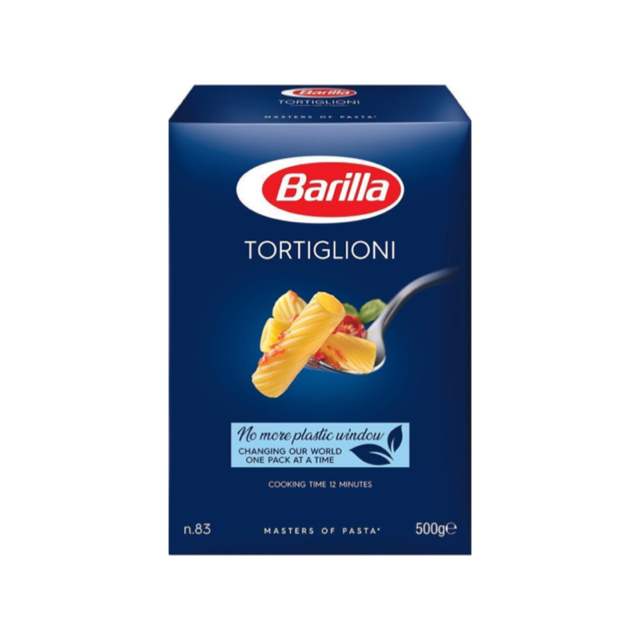 Barilla
TORTIGLIONI
MASTERS OF PASTA*
Barilla
TORTIGLIONI
No more plastic window
CHANGING OUR WORLD
ONE PACK AT A TIME
COOKING TIME 12 MINUTES
n.83 MASTERS OF PASTA* 500g℮